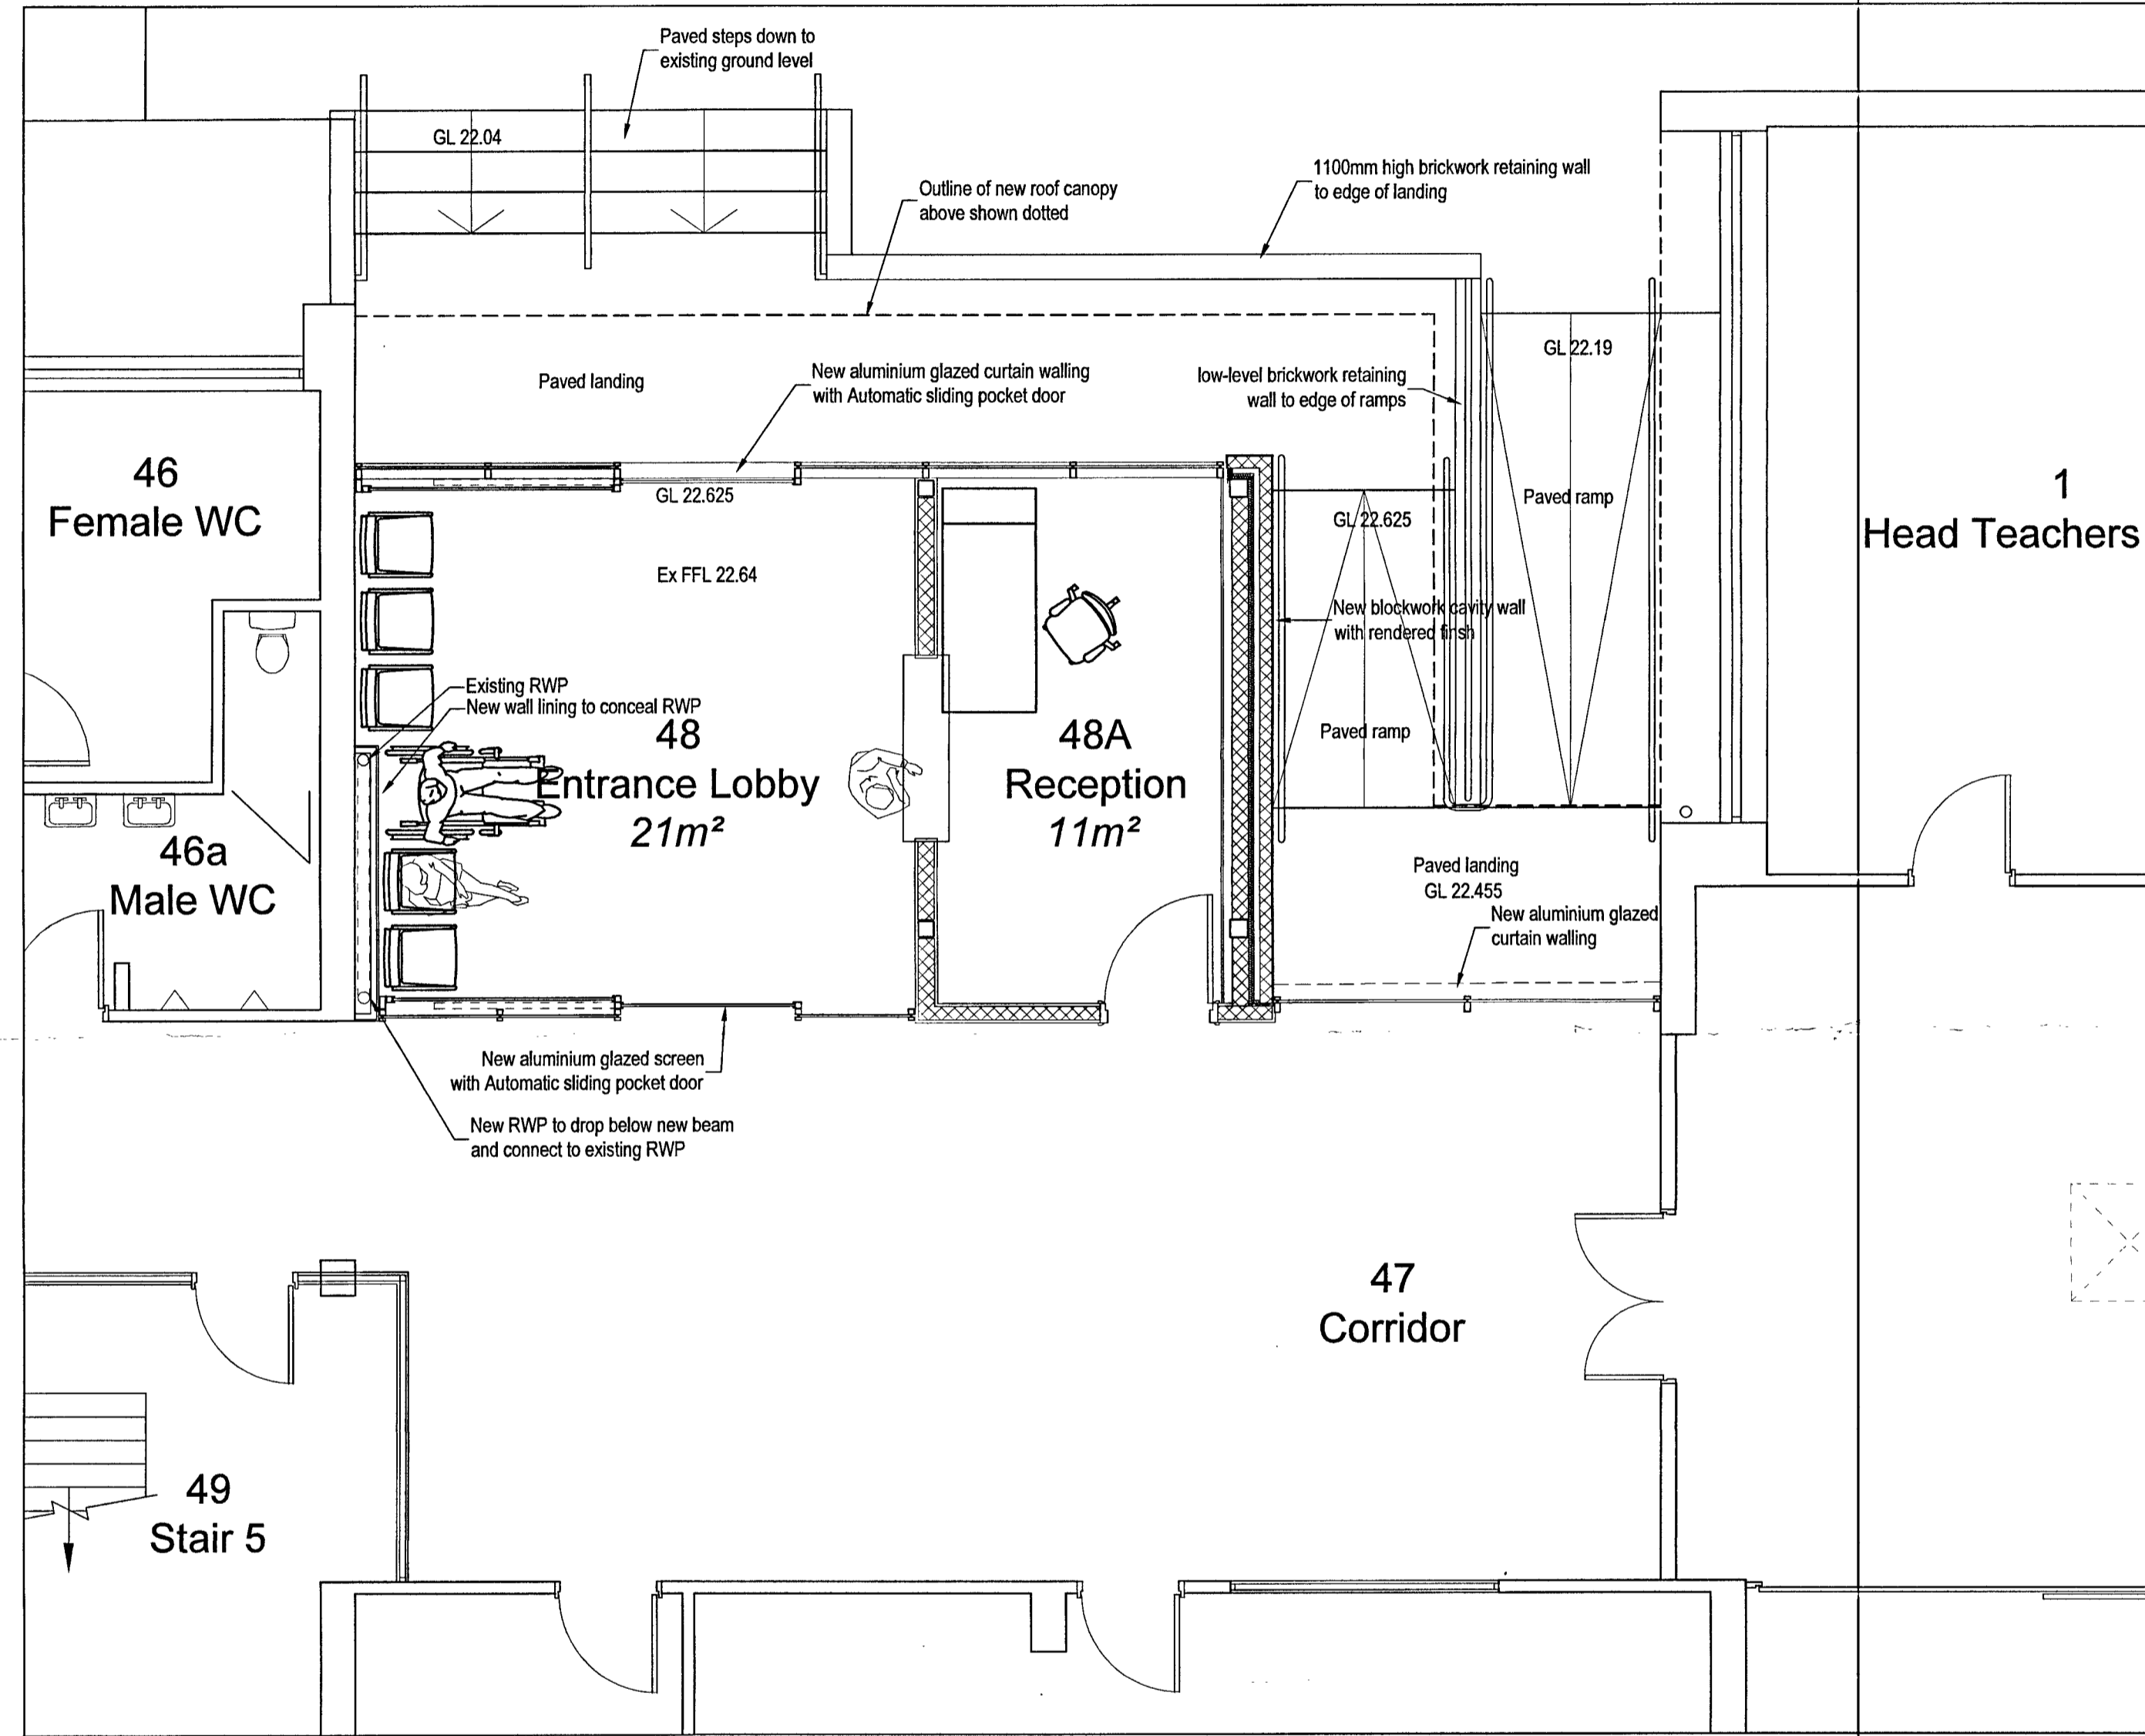 Paved steps down to
existing ground level
GL 22.04
1100mm high brickwork retaining wall
to edge of landing
Outline of new roof canopy
above shown dotted
GL 22.19
Paved landing
New aluminium glazed curtain walling
with Automatic sliding pocket door
low-level brickwork retaining
wall to edge of ramps
46
Female WC
GL 22.625
Paved ramp
1
Head Teachers
GL 22.625
Ex FFL 22.64
New blockwork cavity wall
with rendered finsh
Existing RWP
New wall lining to conceal RWP
48
Entrance Lobby
21m²
48A
Reception
11m²
Paved ramp
46a
Male WC
Paved landing
GL 22.455
New aluminium glazed
curtain walling
New aluminium glazed screen
with Automatic sliding pocket door
New RWP to drop below new beam
and connect to existing RWP
47
Corridor
49
Stair 5